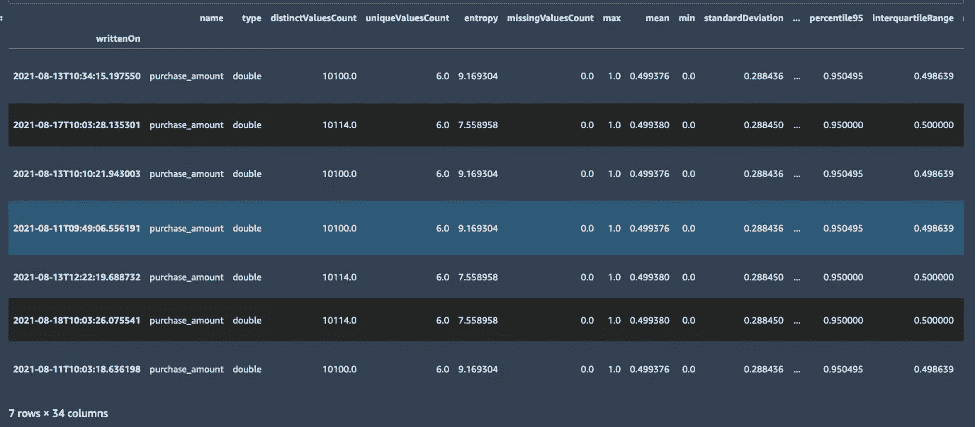 name type distinctValuesCount uniqueValuesCount entropy missingValuesCount max mean min standardDeviation ... percentile95 interquartileRange
writtenOn
2021-08-13T10:34:15.197550 purchase_amount double 10100.0 6.0 9.169304 0.0 1.0 0.499376 0.0 0.288436 ... 0.950495 0.498639
2021-08-17T10:03:28.135301 purchase_amount double 10114.0 6.0 7.558958 0.0 1.0 0.499380 0.0 0.288450 ... 0.950000 0.500000
2021-08-13T10:10:21.943003 purchase_amount double 10100.0 6.0 9.169304 0.0 1.0 0.499376 0.0 0.288436 ... 0.950495 0.498639
2021-08-11T09:49:06.556191 purchase_amount double 10100.0 6.0 9.169304 0.0 1.0 0.499376 0.0 0.288436 ... 0.950495 0.498639
2021-08-13T12:22:19.688732 purchase_amount double 10114.0 6.0 7.558958 0.0 1.0 0.499380 0.0 0.288450 ... 0.950000 0.500000
2021-08-18T10:03:26.075541 purchase_amount double 10114.0 6.0 7.558958 0.0 1.0 0.499380 0.0 0.288450 ... 0.950000 0.500000
2021-08-11T10:03:18.636198 purchase_amount double 10100.0 6.0 9.169304 0.0 1.0 0.499376 0.0 0.288436 ... 0.950495 0.498639
7 rows × 34 columns